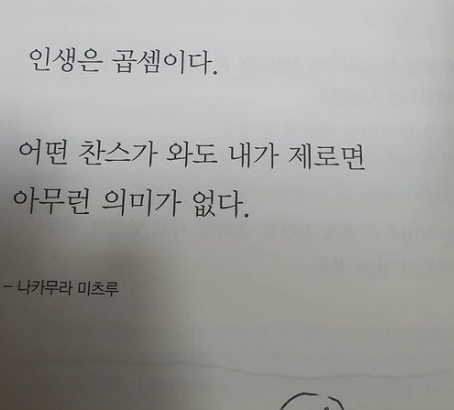 인생은 곱셈이다.
어떤 찬스가 와도 내가 제로면
아무런 의미가 없다.
– 나카무라 미츠루